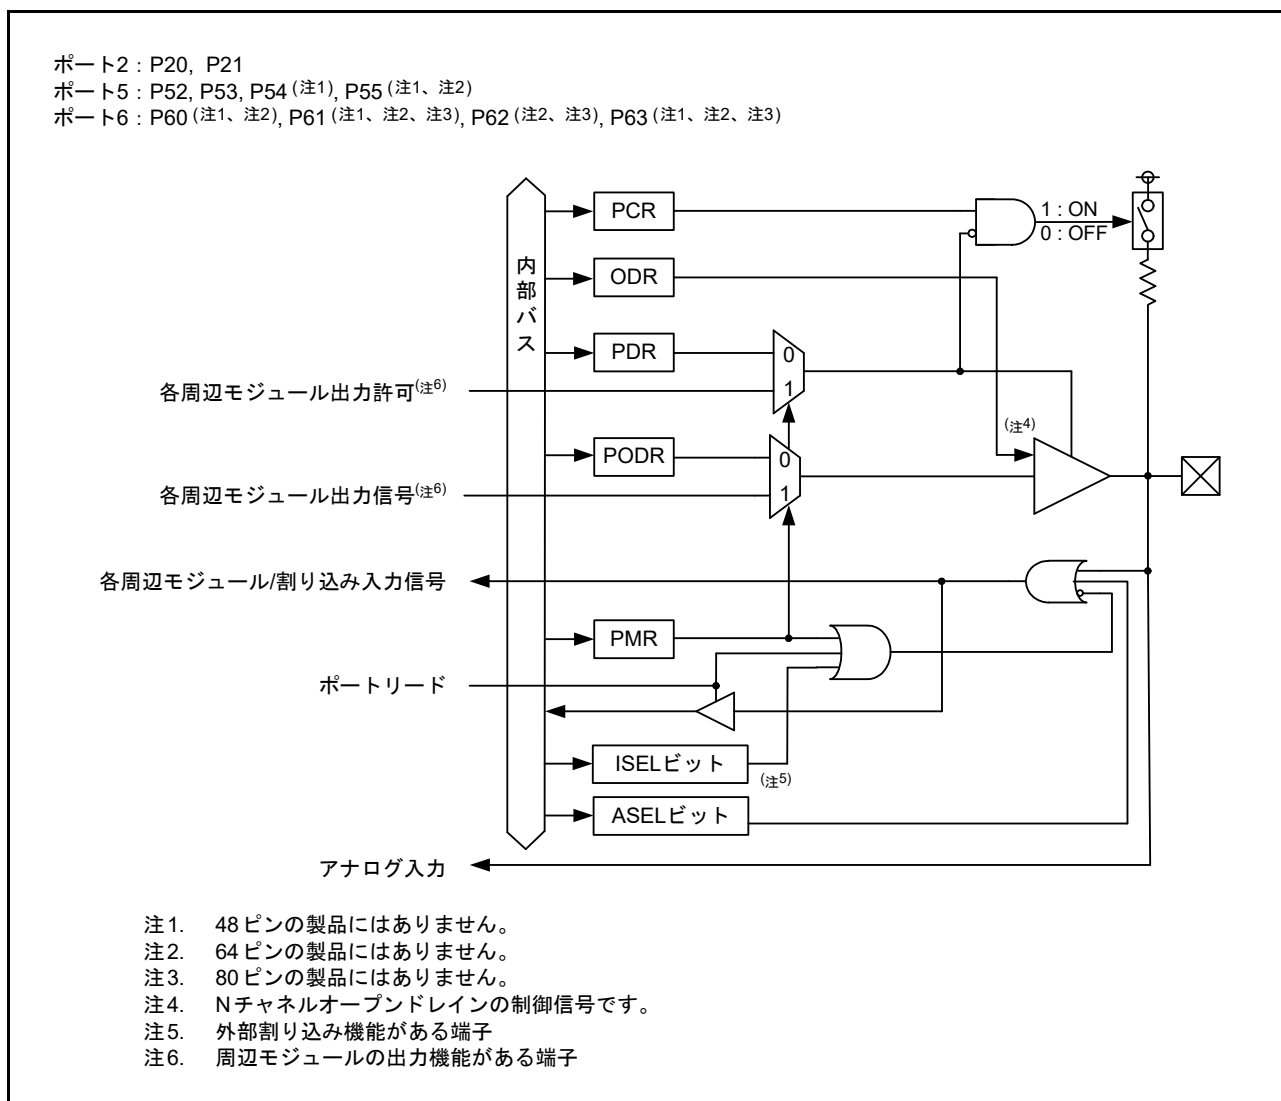 ポート2 : P20, P21
ポート5 : P52, P53, P54 (注1), P55 (注1、注2)
ポート6 : P60 (注1、注2), P61 (注1、注2、注3), P62 (注2、注3), P63 (注1、注2、注3)
PCR
1 : ON
0 : OFF
内部バス
ODR
PDR
0
各周辺モジュール出力許可(注6)
1
(注4)
PODR
0
各周辺モジュール出力信号(注6)
1
各周辺モジュール/割り込み入力信号
PMR
ポートリード
ISELビット
(注5)
ASELビット
アナログ入力
注1. 48ピンの製品にはありません。
注2. 64ピンの製品にはありません。
注3. 80ピンの製品にはありません。
注4. Nチャネルオープンドレインの制御信号です。
注5. 外部割り込み機能がある端子
注6. 周辺モジュールの出力機能がある端子